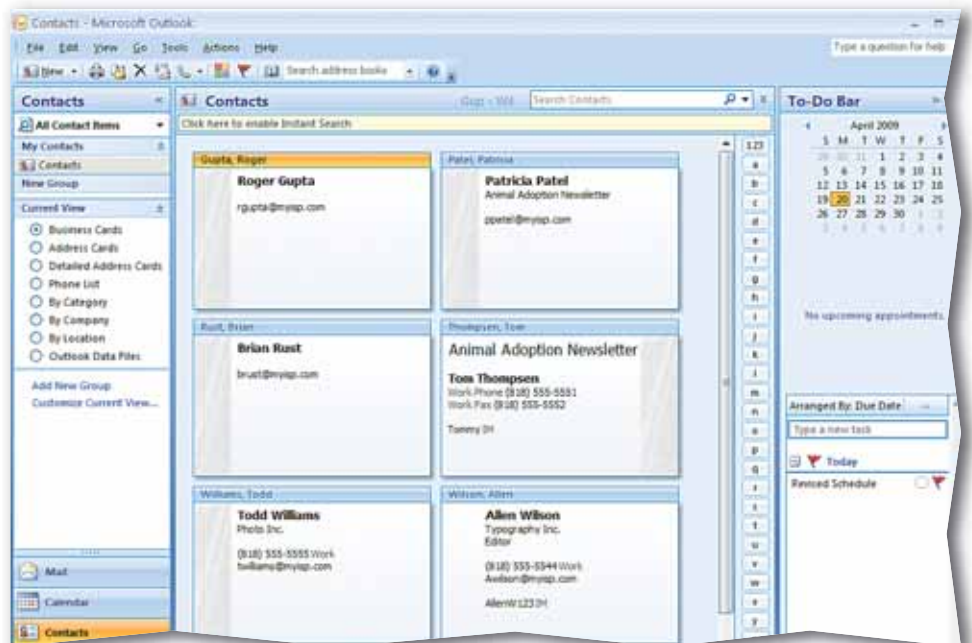 Contacts - Microsoft Outlook
File Edit View Go Tools Actions Help
Type a question for help
New Search address books
Contacts
All Contact Items
My Contacts
Contacts
New Group
Current View
Business Cards
Address Cards
Detailed Address Cards
Phone List
By Category
By Company
By Location
Outlook Data Files
Add New Group
Customize Current View...
Mail
Calendar
Contacts
Contacts
Search Contacts
Click here to enable Instant Search
Gupta, Roger
Roger Gupta
rgupta@myisp.com
Patel, Patricia
Patricia Patel
Animal Adoption Newsletter
ppatel@myisp.com
Rust, Brian
Brian Rust
brust@myisp.com
Thompsen, Tom
Animal Adoption Newsletter
Tom Thompsen
Work Phone (818) 555-5551
Work Fax (818) 555-5552
Tommy IM
Williams, Todd
Todd Williams
Photo Inc.
(818) 555-5555 Work
twilliams@myisp.com
Wilson, Allen
Allen Wilson
Typography Inc.
Editor
(818) 555-5544 Work
Awilson@myisp.com
AllenW123 IM
123
a
b
c
d
e
f
g
h
i
j
k
l
m
n
o
p
q
r
s
t
u
v
w
x
y
To-Do Bar
April 2009
S M T W T F S
29 30 31 1 2 3 4
5 6 7 8 9 10 11
12 13 14 15 16 17 18
19 20 21 22 23 24 25
26 27 28 29 30 1 2
3 4 5 6 7 8 9
No upcoming appointments.
Arranged By: Due Date
Type a new task
Today
Revised Schedule